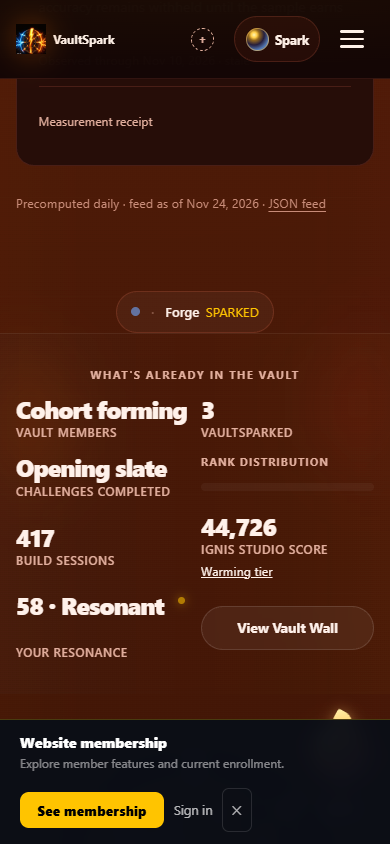 VaultSpark
+
Spark
Measurement receipt
Precomputed daily · feed as of Nov 24, 2026 · JSON feed
· Forge SPARKED
WHAT'S ALREADY IN THE VAULT
Cohort forming
VAULT MEMBERS
3
VAULTSPARKED
Opening slate
CHALLENGES COMPLETED
RANK DISTRIBUTION
417
BUILD SESSIONS
44,726
IGNIS STUDIO SCORE
Warming tier
58 · Resonant
YOUR RESONANCE
View Vault Wall
Website membership
Explore member features and current enrollment.
See membership
Sign in
×